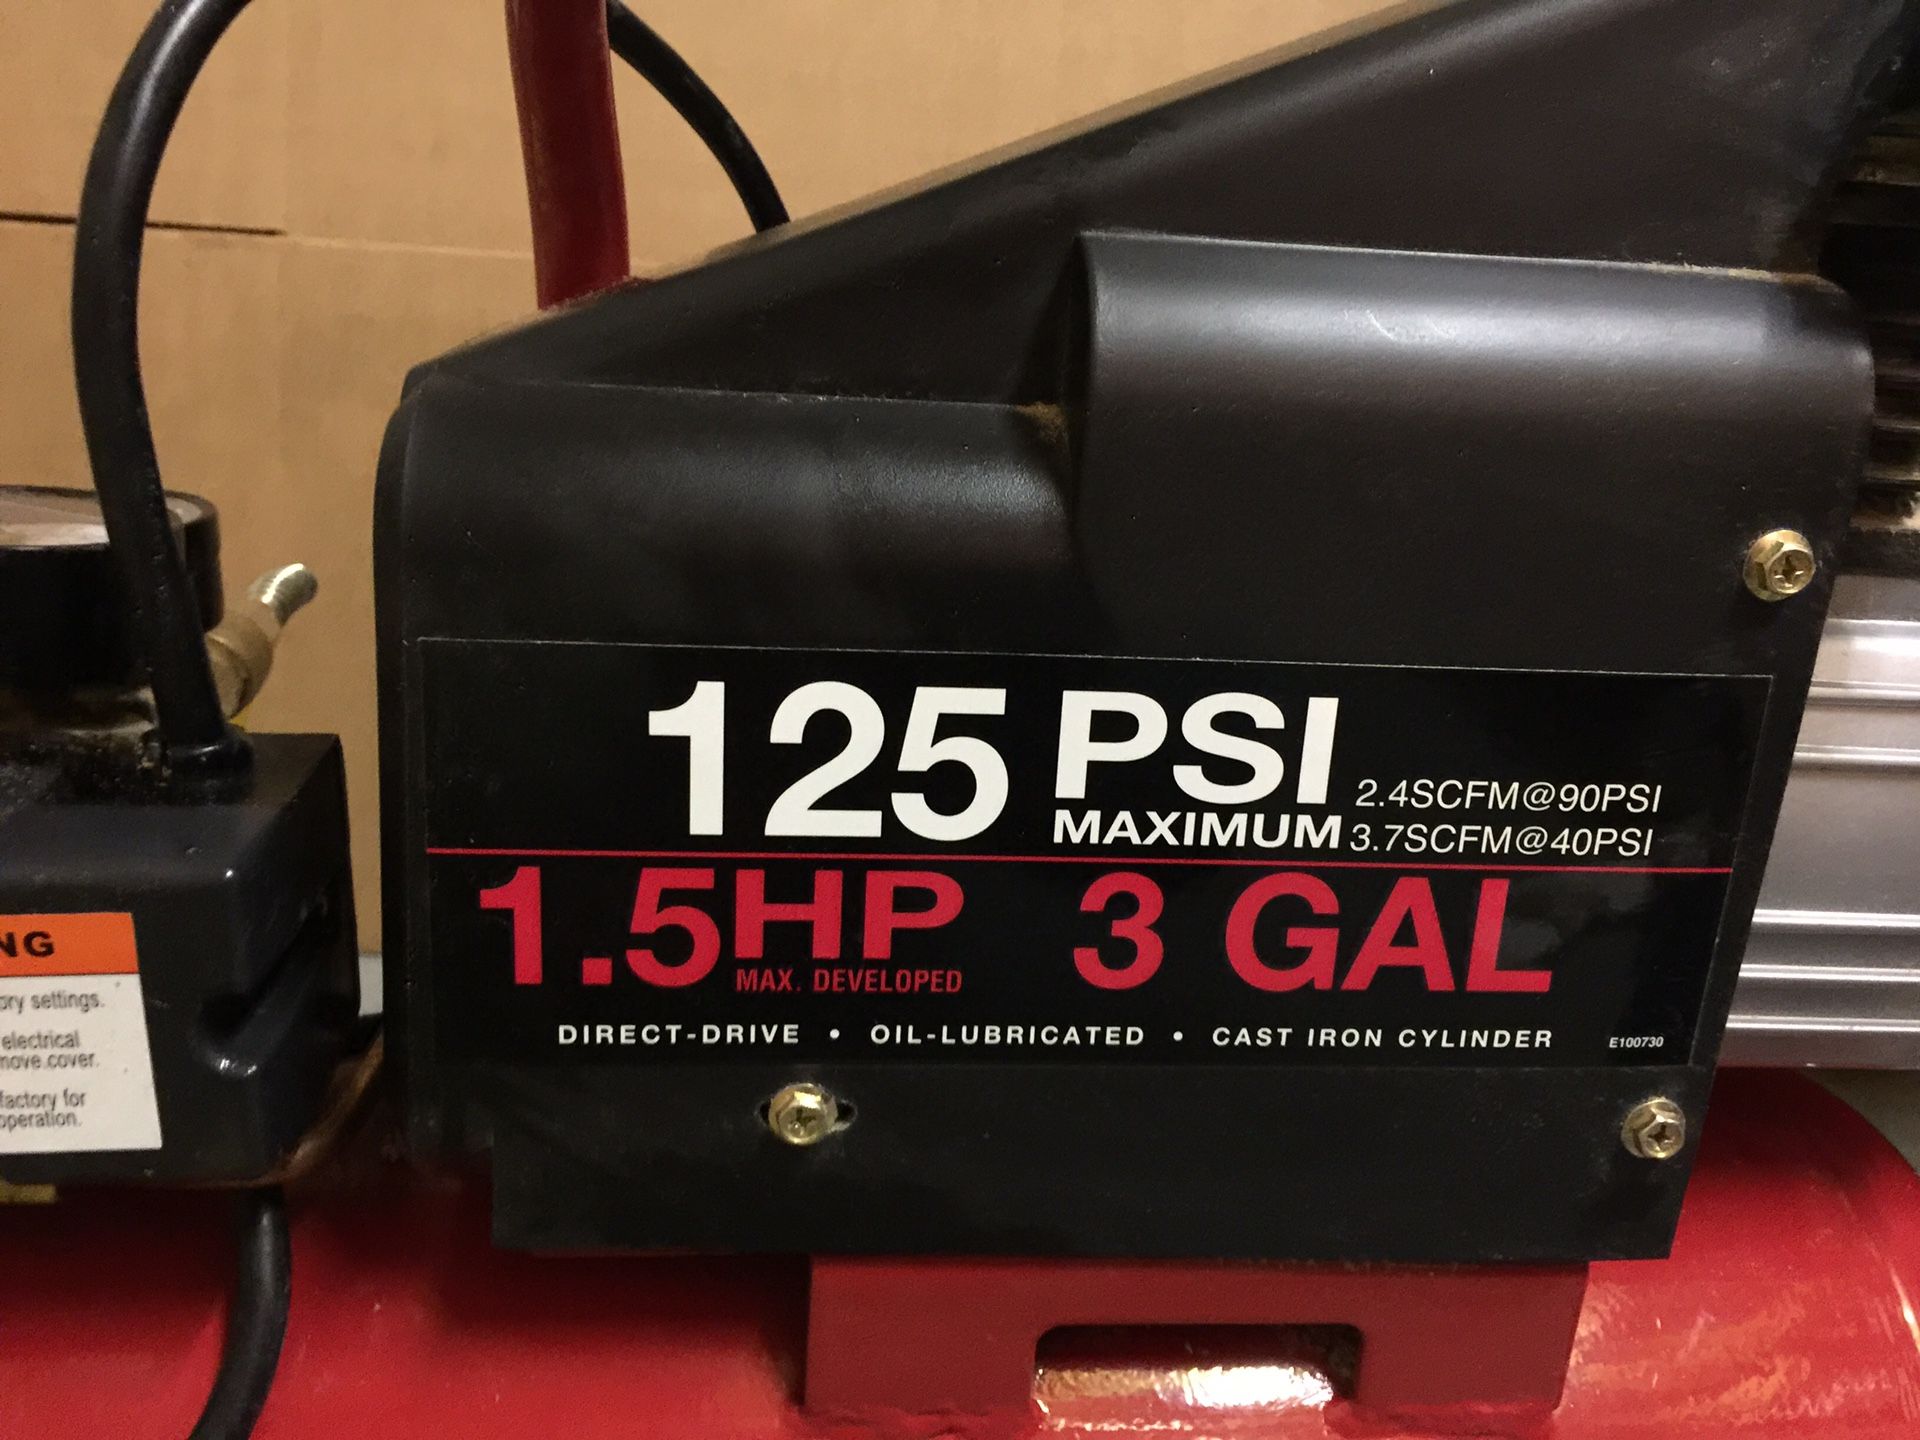 125 PSI
MAXIMUM
2.4SCFM@90PSI
3.7SCFM@40PSI
1.5HP 3 GAL
MAX. DEVELOPED
DIRECT-DRIVE • OIL-LUBRICATED • CAST IRON CYLINDER
E100730
NG
ory settings.
electrical
move cover.
factory for
operation.